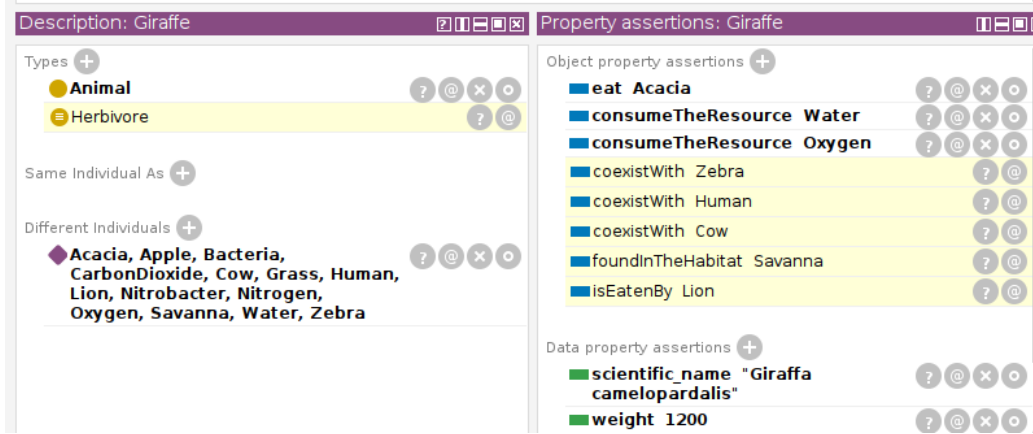 Description: Giraffe
Types
Animal
Herbivore
Same Individual As
Different Individuals
Acacia, Apple, Bacteria,
CarbonDioxide, Cow, Grass, Human,
Lion, Nitrobacter, Nitrogen,
Oxygen, Savanna, Water, Zebra
Property assertions: Giraffe
Object property assertions
eat Acacia
consumeTheResource Water
consumeTheResource Oxygen
coexistWith Zebra
coexistWith Human
coexistWith Cow
foundInTheHabitat Savanna
isEatenBy Lion
Data property assertions
scientific_name "Giraffa
camelopardalis"
weight 1200